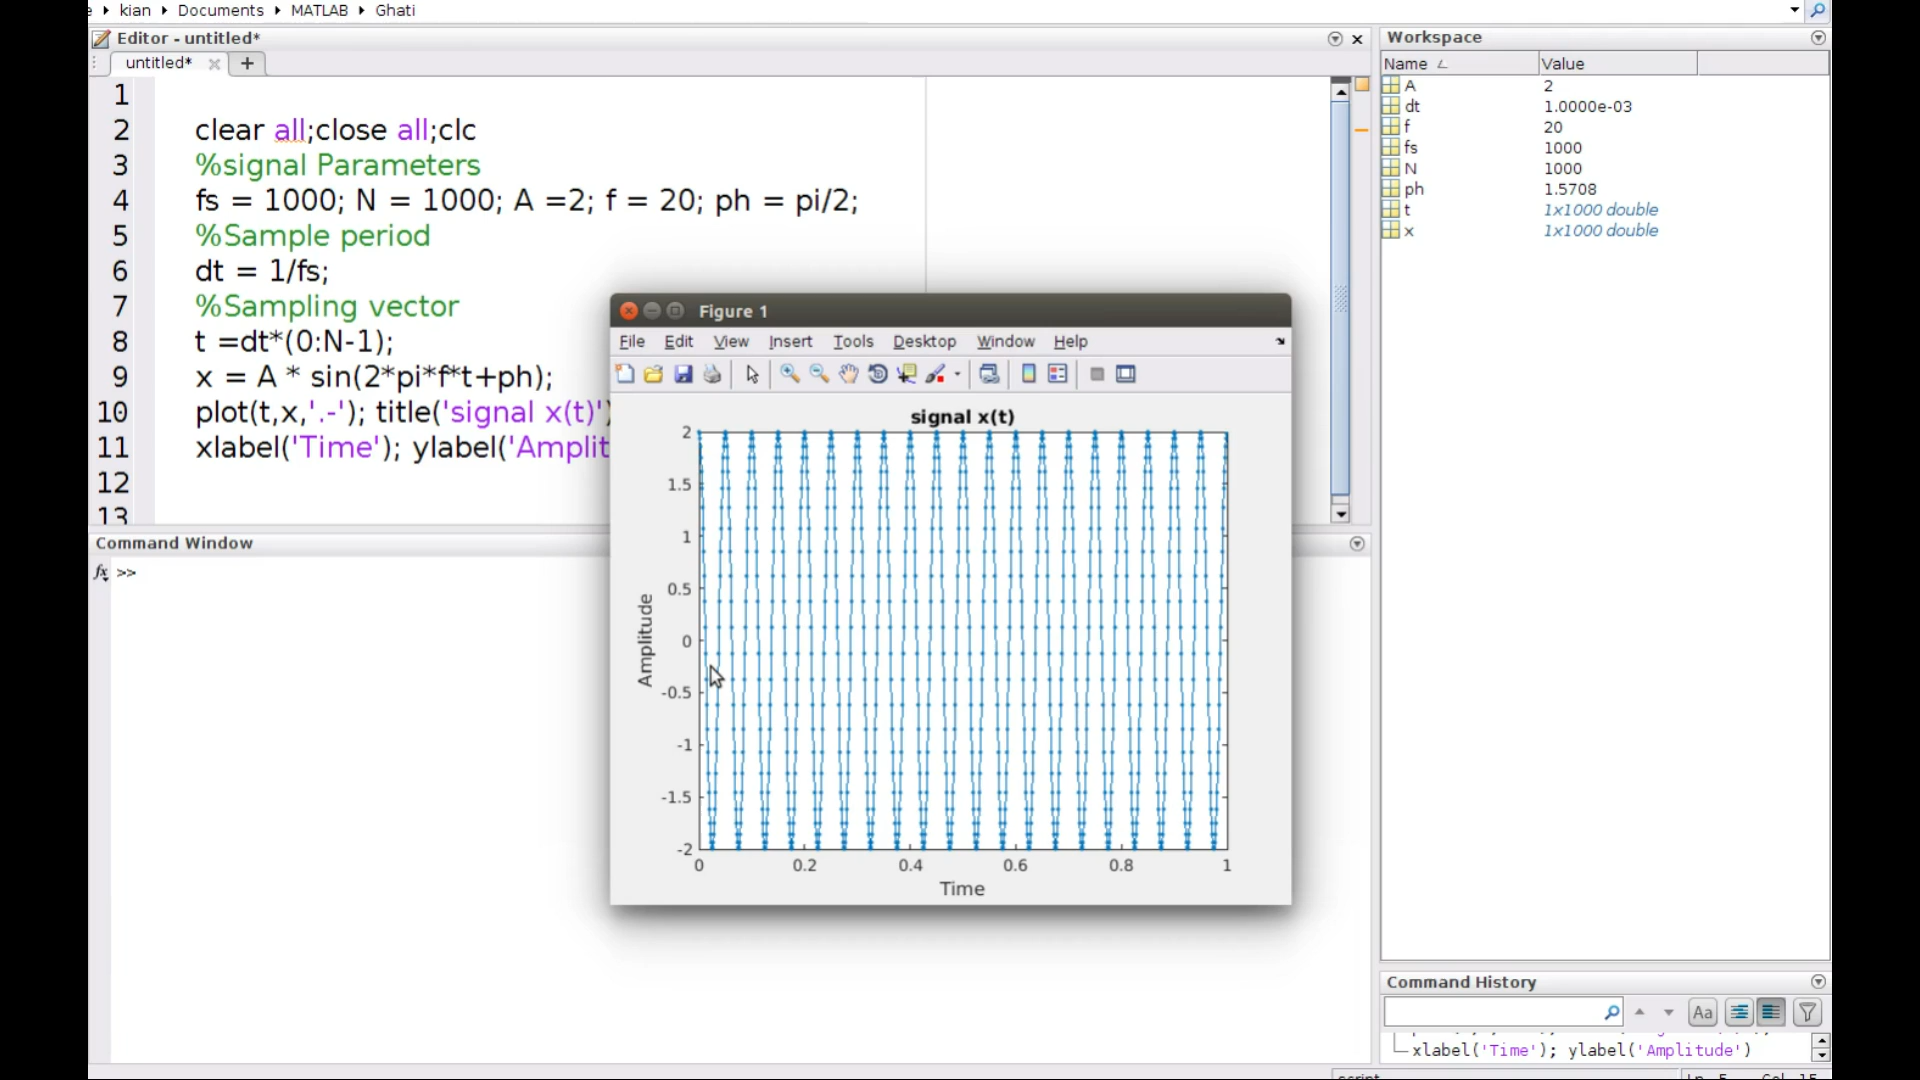 kian ▸ Documents ▸ MATLAB ▸ Ghati
Editor - untitled*
untitled*
1
2 clear all;close all;clc
3 %signal Parameters
4 fs = 1000; N = 1000; A =2; f = 20; ph = pi/2;
5 %Sample period
6 dt = 1/fs;
7 %Sampling vector
8 t =dt*(0:N-1);
9 x = A * sin(2*pi*f*t+ph);
10 plot(t,x,'.-'); title('signal x(t)')
11 xlabel('Time'); ylabel('Amplit
12
13
Command Window
fx >>
Figure 1
File Edit View Insert Tools Desktop Window Help
signal x(t)
2
1.5
1
0.5
0
-0.5
-1
-1.5
-2
Amplitude
0 0.2 0.4 0.6 0.8 1
Time
Workspace
Name Value
A 2
dt 1.0000e-03
f 20
fs 1000
N 1000
ph 1.5708
t 1x1000 double
x 1x1000 double
Command History
Aa
xlabel('Time'); ylabel('Amplitude')